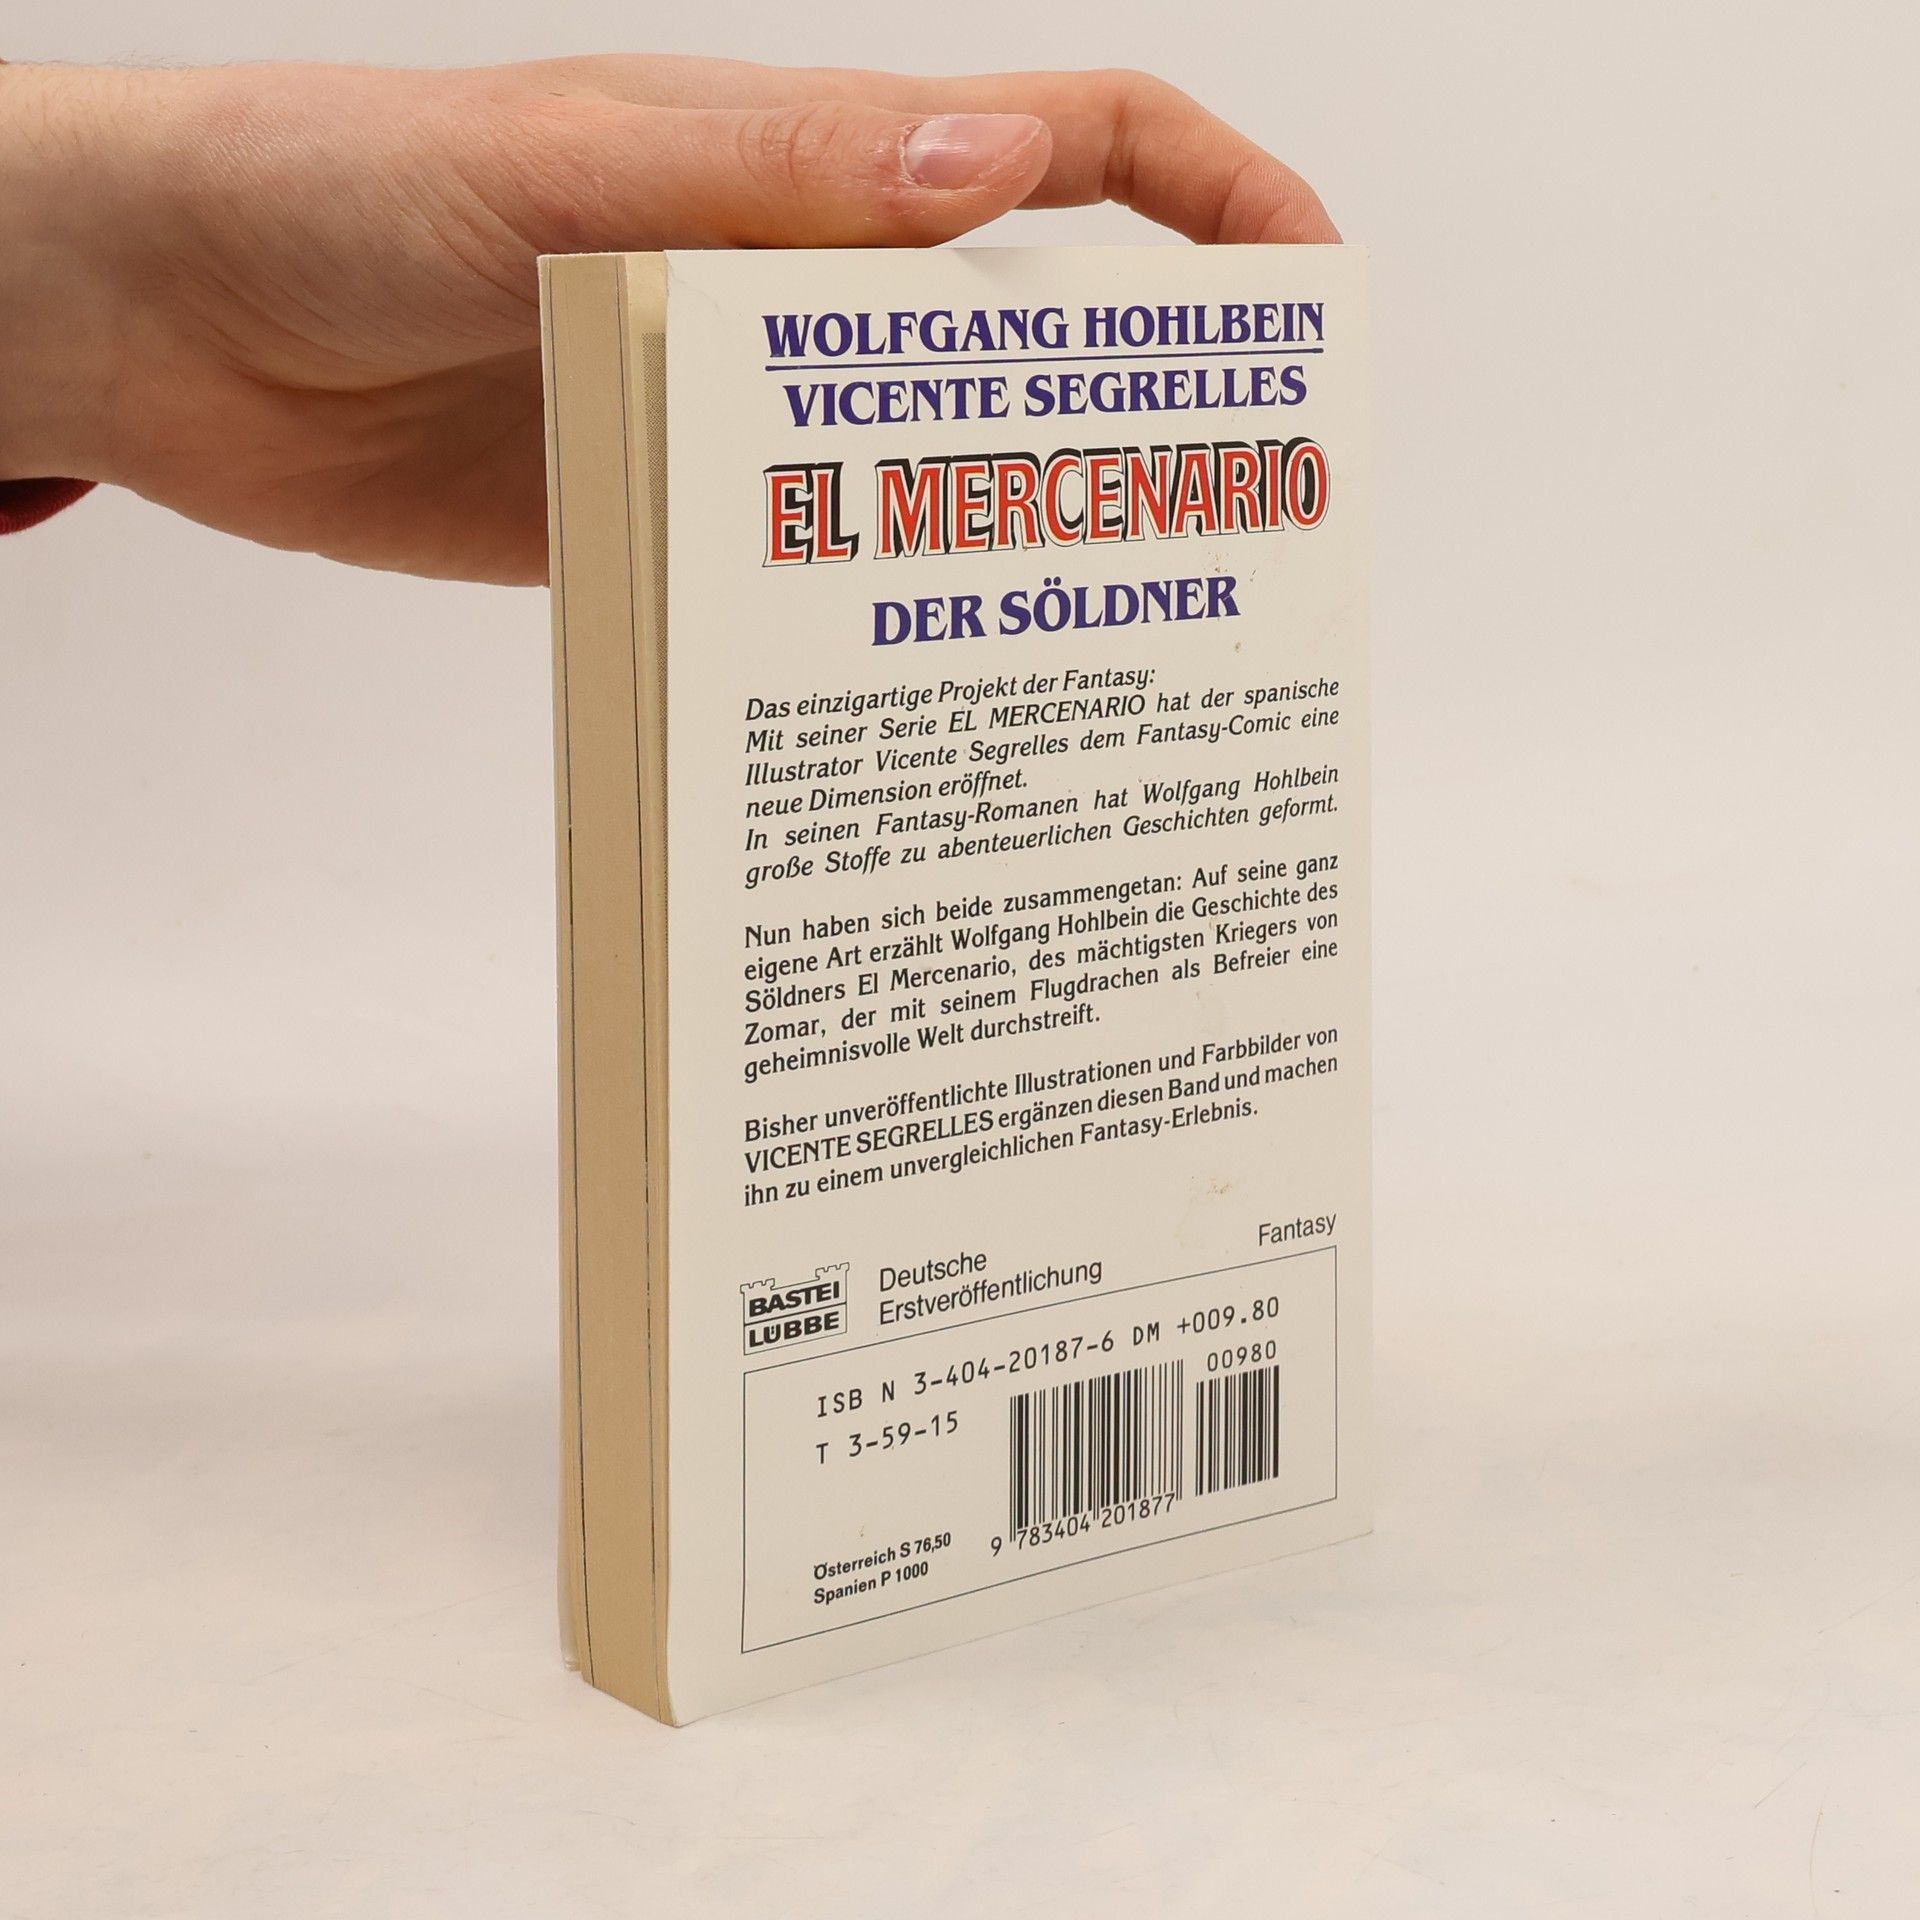 WOLFGANG HOHLBEIN
VICENTE SEGRELLES
EL MERCENARIO
DER SÖLDNER
Das einzigartige Projekt der Fantasy:
Mit seiner Serie EL MERCENARIO hat der spanische
Illustrator Vicente Segrelles dem Fantasy-Comic eine
neue Dimension eröffnet.
In seinen Fantasy-Romanen hat Wolfgang Hohlbein
große Stoffe zu abenteuerlichen Geschichten geformt.
Nun haben sich beide zusammengetan: Auf seine ganz
eigene Art erzählt Wolfgang Hohlbein die Geschichte des
Söldners El Mercenario, des mächtigsten Kriegers von
Zomar, der mit seinem Flugdrachen als Befreier eine
geheimnisvolle Welt durchstreift.
Bisher unveröffentlichte Illustrationen und Farbbilder von
VICENTE SEGRELLES ergänzen diesen Band und machen
ihn zu einem unvergleichlichen Fantasy-Erlebnis.
Fantasy
BASTEI
LÜBBE
Deutsche
Erstveröffentlichung
ISB N 3-404-20187-6 DM +009.80
00980
T 3-59-15
9 783404 201877
Österreich S 76,50
Spanien P 1000